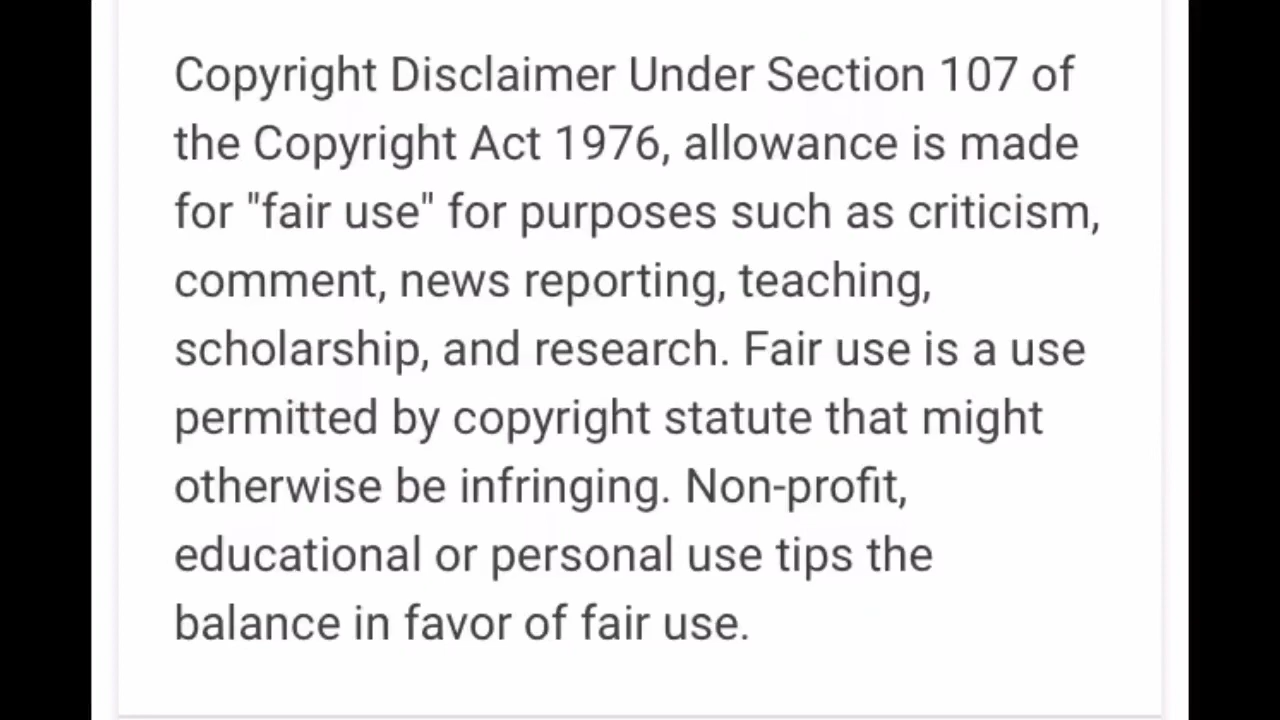 Copyright Disclaimer Under Section 107 of
the Copyright Act 1976, allowance is made
for "fair use" for purposes such as criticism,
comment, news reporting, teaching,
scholarship, and research. Fair use is a use
permitted by copyright statute that might
otherwise be infringing. Non-profit,
educational or personal use tips the
balance in favor of fair use.